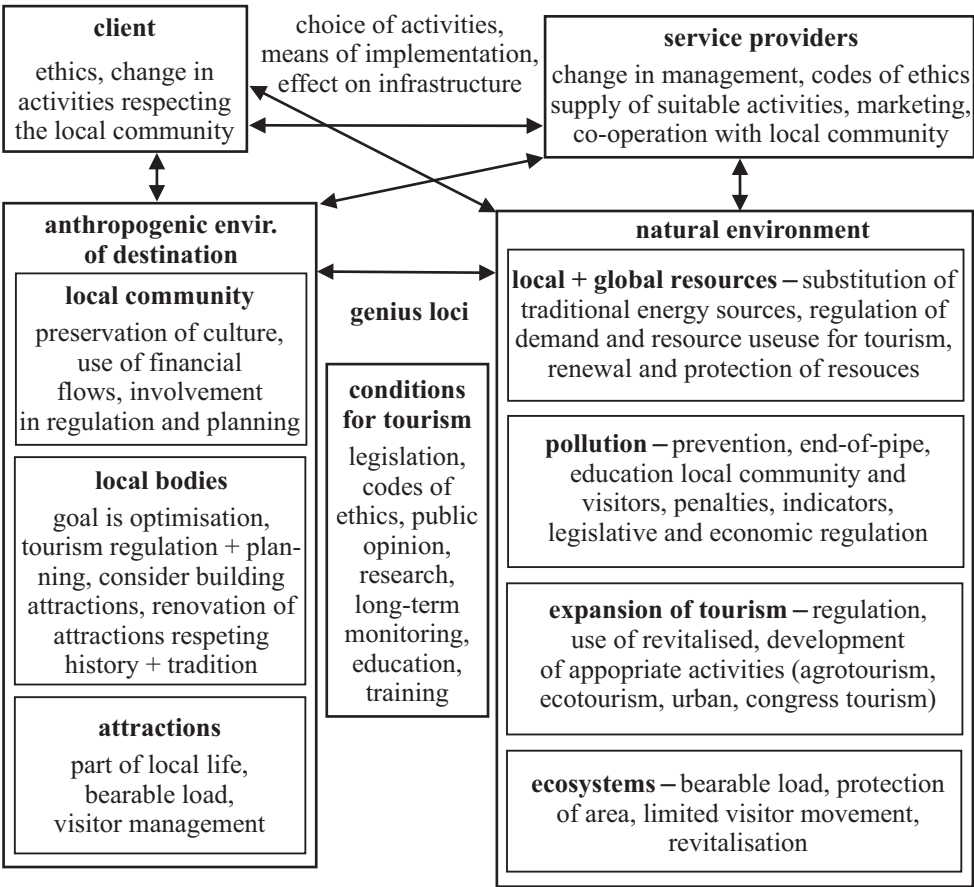 client
ethics, change in
activities respecting
the local community
choice of activities,
means of implementation,
effect on infrastructure
service providers
change in management, codes of ethics
supply of suitable activities, marketing,
co-operation with local community
anthropogenic envir.
of destination
local community
preservation of culture,
use of financial
flows, involvement
in regulation and planning
local bodies
goal is optimisation,
tourism regulation + plan-
ning, consider building
attractions, renovation of
attractions respeting
history + tradition
attractions
part of local life,
bearable load,
visitor management
genius loci
conditions
for tourism
legislation,
codes of
ethics, public
opinion,
research,
long-term
monitoring,
education,
training
natural environment
local + global resources – substitution of
traditional energy sources, regulation of
demand and resource useuse for tourism,
renewal and protection of resouces
pollution – prevention, end-of-pipe,
education local community and
visitors, penalties, indicators,
legislative and economic regulation
expansion of tourism – regulation,
use of revitalised, development
of appopriate activities (agrotourism,
ecotourism, urban, congress tourism)
ecosystems – bearable load, protection
of area, limited visitor movement,
revitalisation